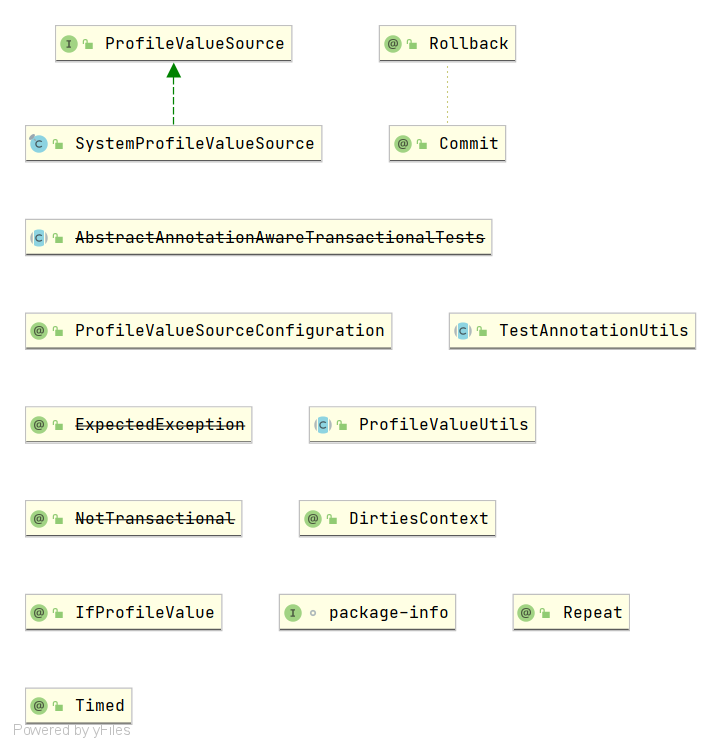 ProfileValueSource
Rollback
SystemProfileValueSource
Commit
AbstractAnnotationAwareTransactionalTests
ProfileValueSourceConfiguration
TestAnnotationUtils
ExpectedException
ProfileValueUtils
NotTransactional
DirtiesContext
IfProfileValue
package-info
Repeat
Timed
Powered by yFiles